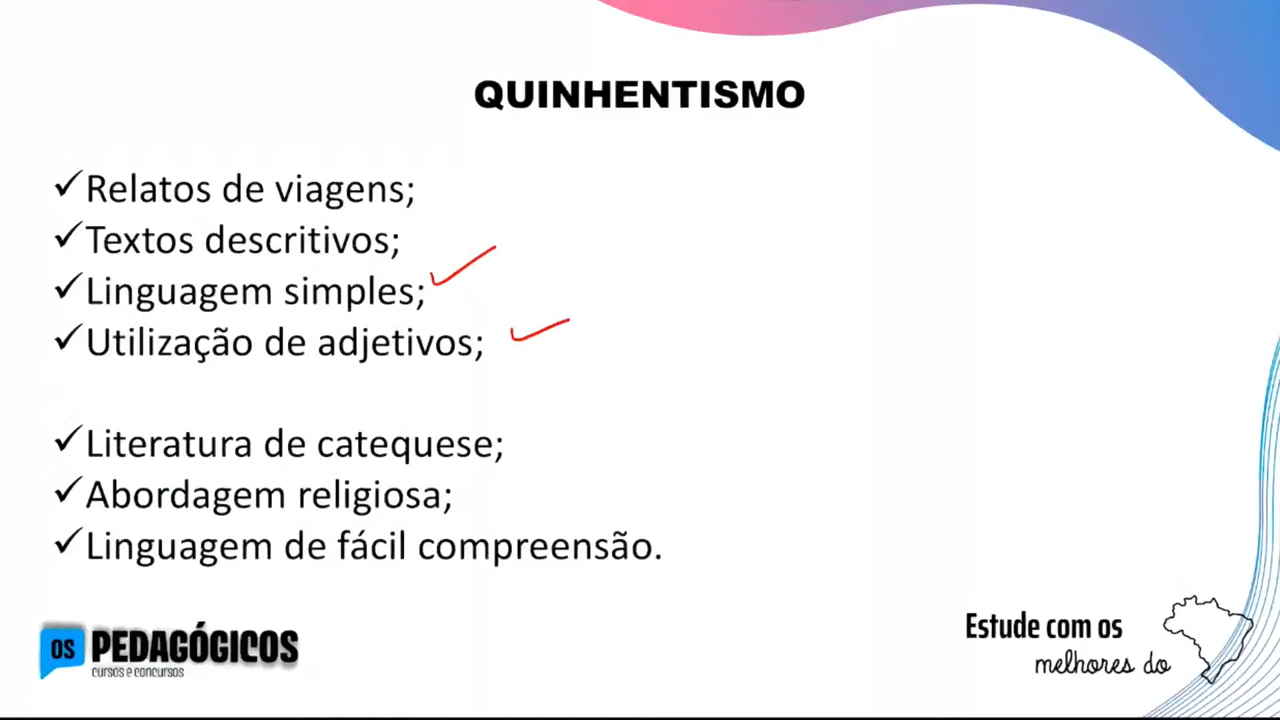 QUINHENTISMO
✓Relatos de viagens;
✓Textos descritivos;
✓Linguagem simples;
✓Utilização de adjetivos;
✓Literatura de catequese;
✓Abordagem religiosa;
✓Linguagem de fácil compreensão.
OS PEDAGÓGICOS
cursos e concursos
Estude com os
melhores do